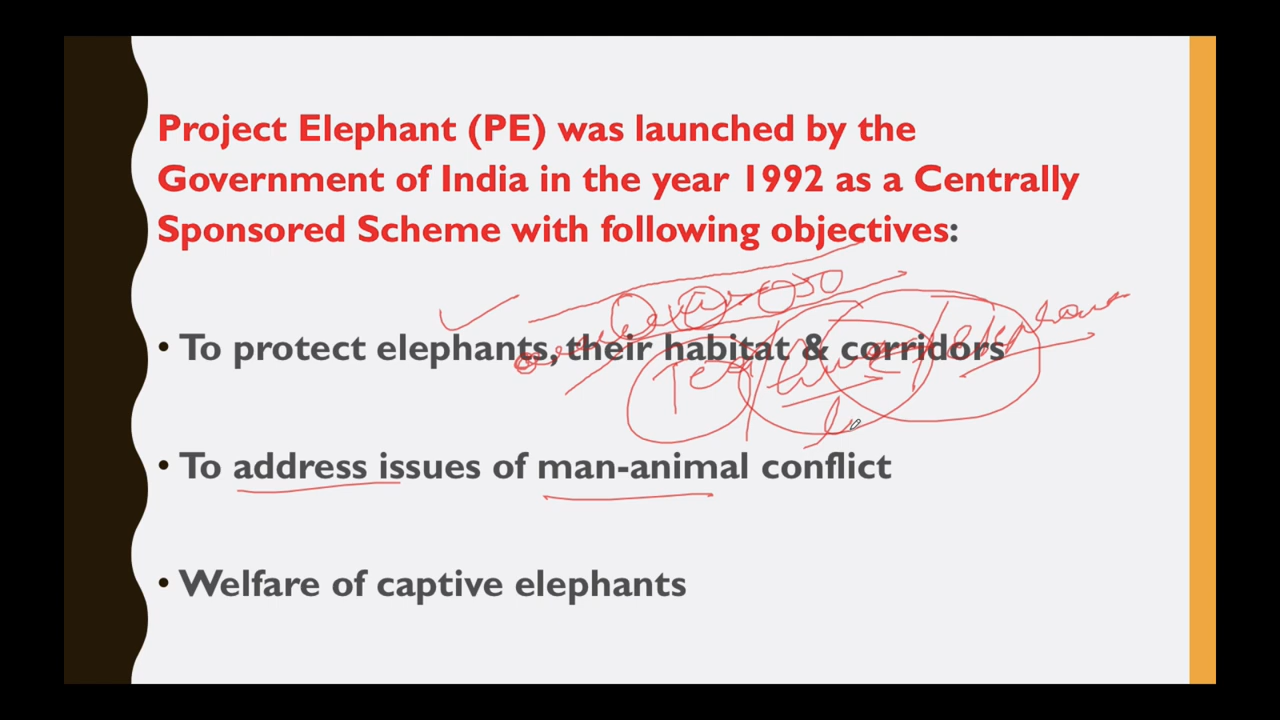 Project Elephant (PE) was launched by the
Government of India in the year 1992 as a Centrally
Sponsored Scheme with following objectives:
• To protect elephants, their habitat & corridors
elephant
• To address issues of man-animal conflict
• Welfare of captive elephants